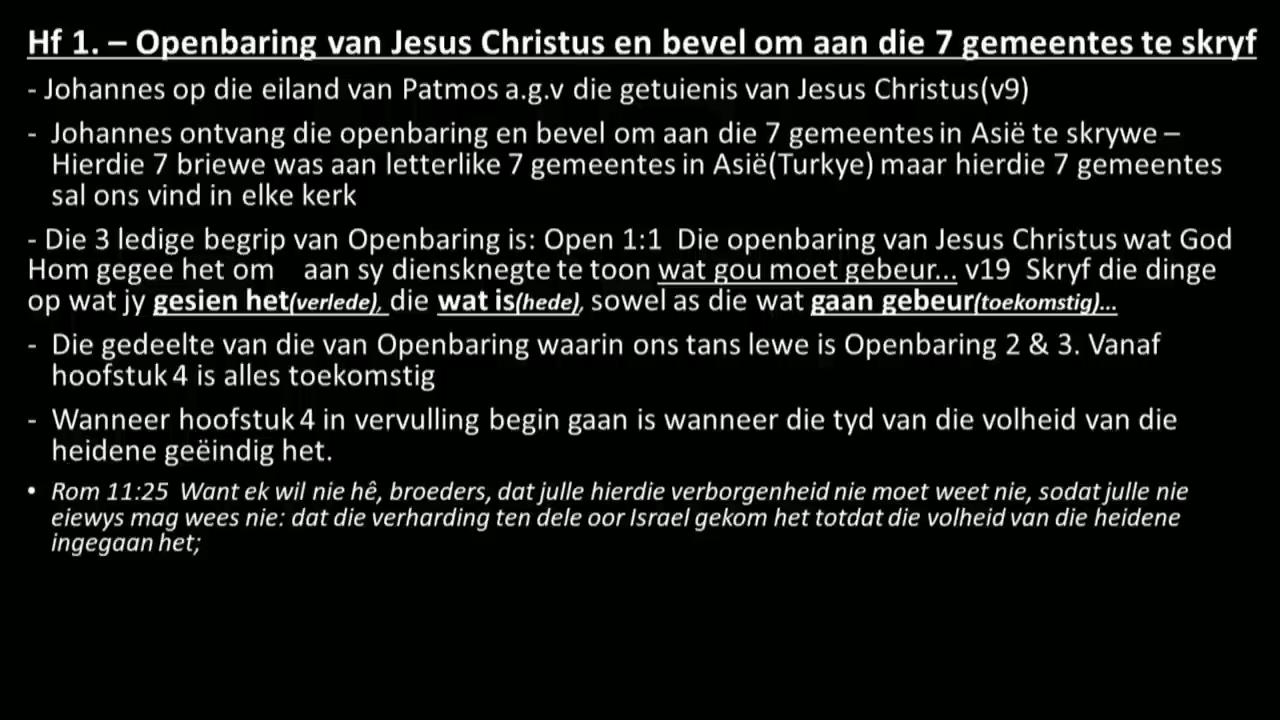 Hf 1. – Openbaring van Jesus Christus en bevel om aan die 7 gemeentes te skryf
- Johannes op die eiland van Patmos a.g.v die getuienis van Jesus Christus(v9)
- Johannes ontvang die openbaring en bevel om aan die 7 gemeentes in Asië te skrywe –
Hierdie 7 briewe was aan letterlike 7 gemeentes in Asië(Turkye) maar hierdie 7 gemeentes
sal ons vind in elke kerk
- Die 3 ledige begrip van Openbaring is: Open 1:1 Die openbaring van Jesus Christus wat God
Hom gegee het om aan sy diensknegte te toon wat gou moet gebeur... v19 Skryf die dinge
op wat jy gesien het(verlede), die wat is(hede), sowel as die wat gaan gebeur(toekomstig)...
- Die gedeelte van die van Openbaring waarin ons tans lewe is Openbaring 2 & 3. Vanaf
hoofstuk 4 is alles toekomstig
- Wanneer hoofstuk 4 in vervulling begin gaan is wanneer die tyd van die volheid van die
heidene geëindig het.
• Rom 11:25 Want ek wil nie hê, broeders, dat julle hierdie verborgenheid nie moet weet nie, sodat julle nie
eiewys mag wees nie: dat die verharding ten dele oor Israel gekom het totdat die volheid van die heidene
ingegaan het;